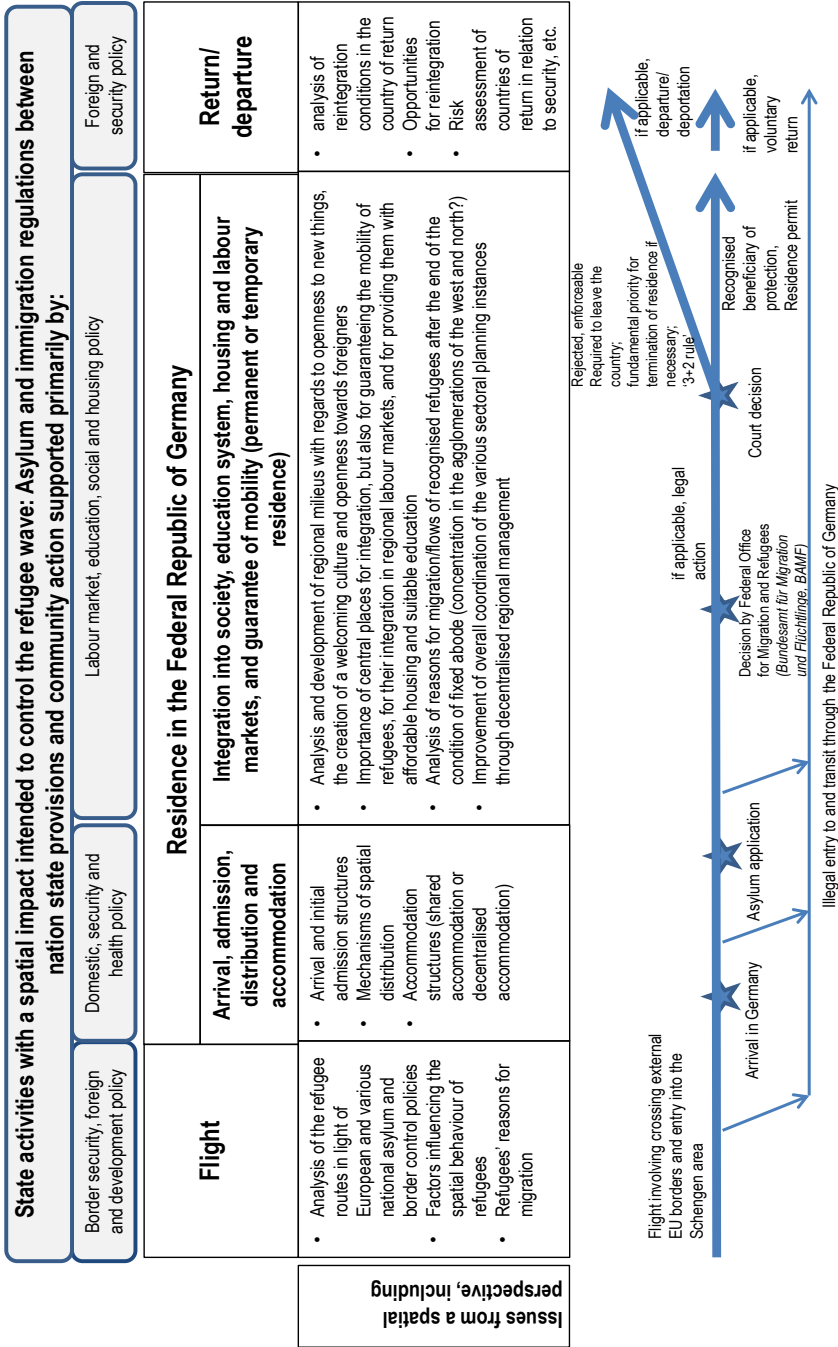 State activities with a spatial impact intended to control the refugee wave: Asylum and immigration regulations between
nation state provisions and community action supported primarily by:
Border security, foreign
and development policy
Domestic, security and
health policy
Labour market, education, social and housing policy
Foreign and
security policy
Flight
Residence in the Federal Republic of Germany
Return/
departure
Arrival, admission,
distribution and
accommodation
Integration into society, education system, housing and labour
markets, and guarantee of mobility (permanent or temporary
residence)
Issues from a spatial
perspective, including
• Analysis of the refugee
routes in light of
European and various
national asylum and
border control policies
• Factors influencing the
spatial behaviour of
refugees
• Refugees' reasons for
migration
• Arrival and initial
admission structures
• Mechanisms of spatial
distribution
• Accommodation
structures (shared
accommodation or
decentralised
accommodation)
• Analysis and development of regional milieus with regards to openness to new things,
the creation of a welcoming culture and openness towards foreigners
• Importance of central places for integration, but also for guaranteeing the mobility of
refugees, for their integration in regional labour markets, and for providing them with
affordable housing and suitable education
• Analysis of reasons for migration/flows of recognised refugees after the end of the
condition of fixed abode (concentration in the agglomerations of the west and north?)
• Improvement of overall coordination of the various sectoral planning instances
through decentralised regional management
• analysis of
reintegration
conditions in the
country of return
• Opportunities
for reintegration
• Risk
assessment of
countries of
return in relation
to security, etc.
Flight involving crossing external
EU borders and entry into the
Schengen area
Arrival in Germany
Asylum application
Decision by Federal Office
for Migration and Refugees
(Bundesamt für Migration
und Flüchtlinge, BAMF)
if applicable, legal
action
Court decision
Rejected, enforceable
Required to leave the
country;
fundamental priority for
termination of residence if
necessary;
'3+2 rule'
Recognised
beneficiary of
protection,
Residence permit
if applicable,
departure/
deportation
if applicable,
voluntary
return
Illegal entry to and transit through the Federal Republic of Germany